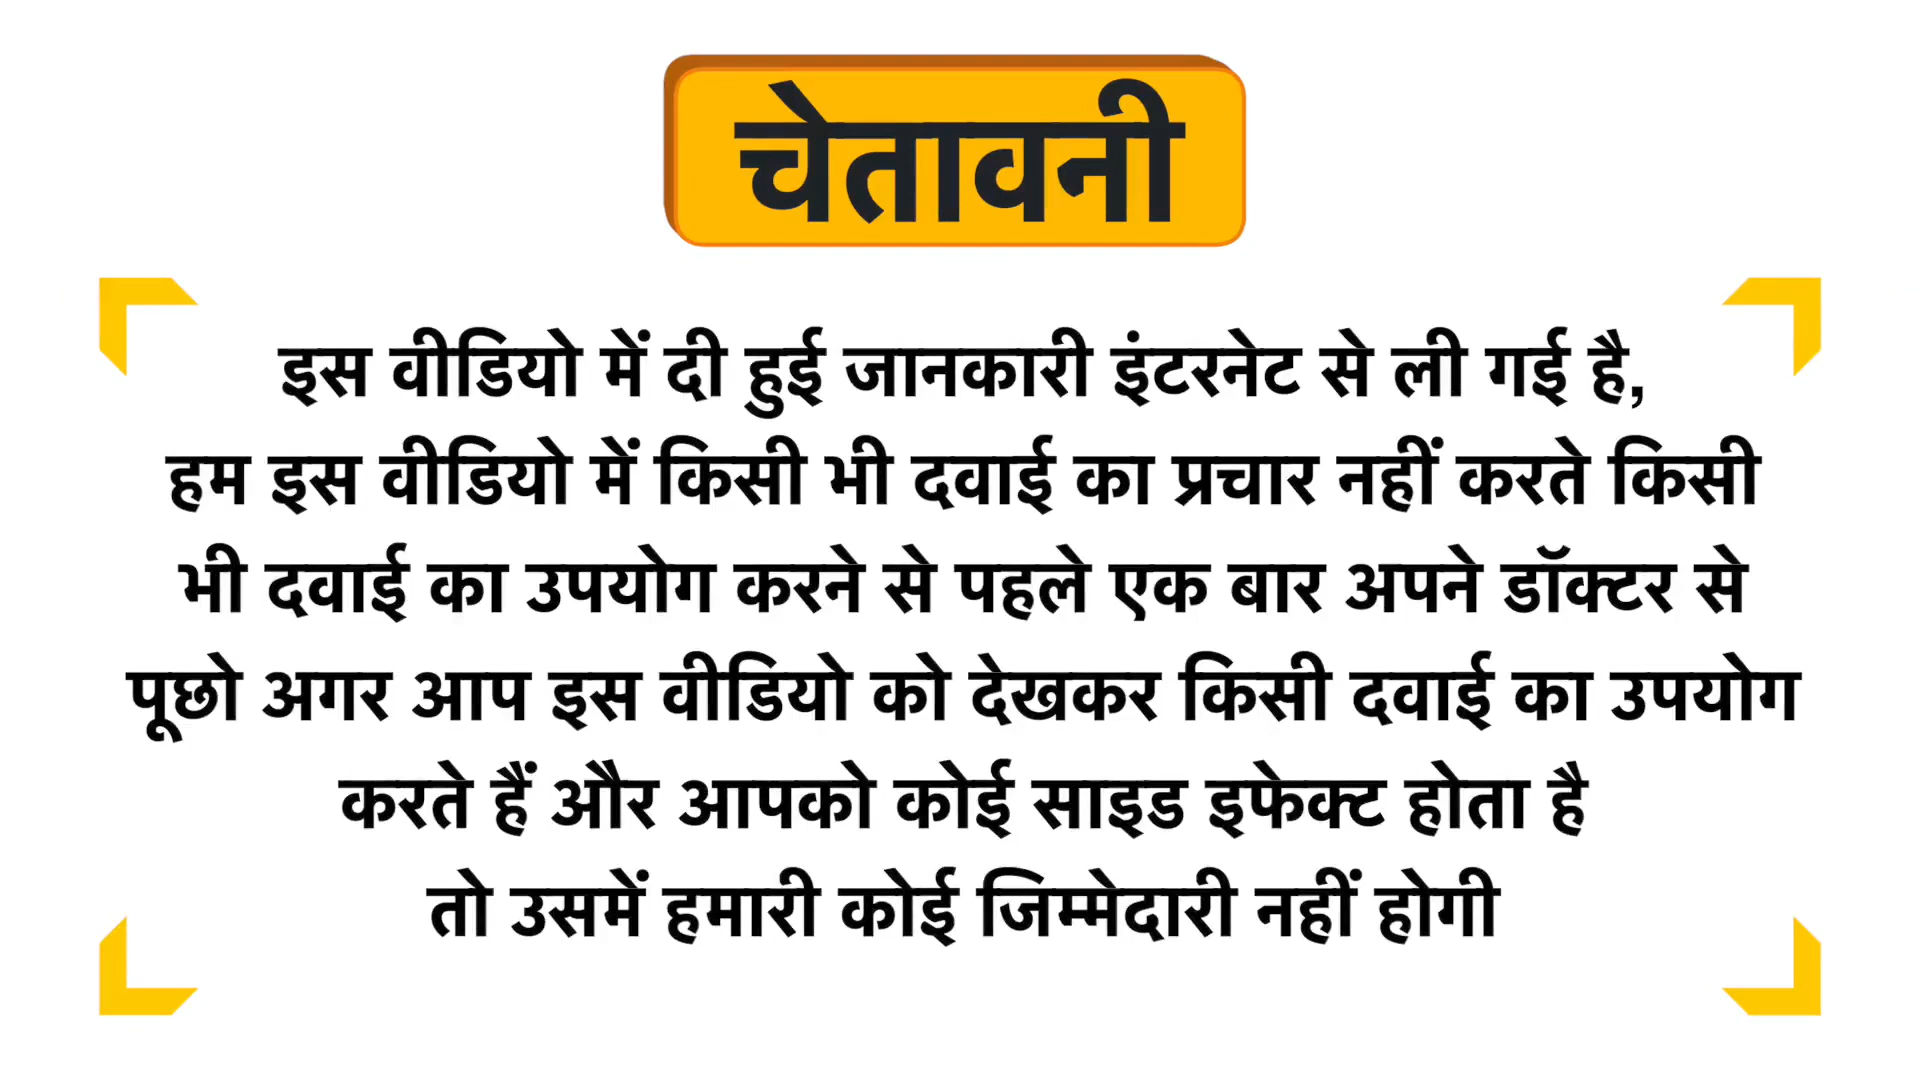 चेतावनी
इस वीडियो में दी हुई जानकारी इंटरनेट से ली गई है,
हम इस वीडियो में किसी भी दवाई का प्रचार नहीं करते किसी
भी दवाई का उपयोग करने से पहले एक बार अपने डॉक्टर से
पूछो अगर आप इस वीडियो को देखकर किसी दवाई का उपयोग
करते हैं और आपको कोई साइड इफेक्ट होता है
तो उसमें हमारी कोई जिम्मेदारी नहीं होगी